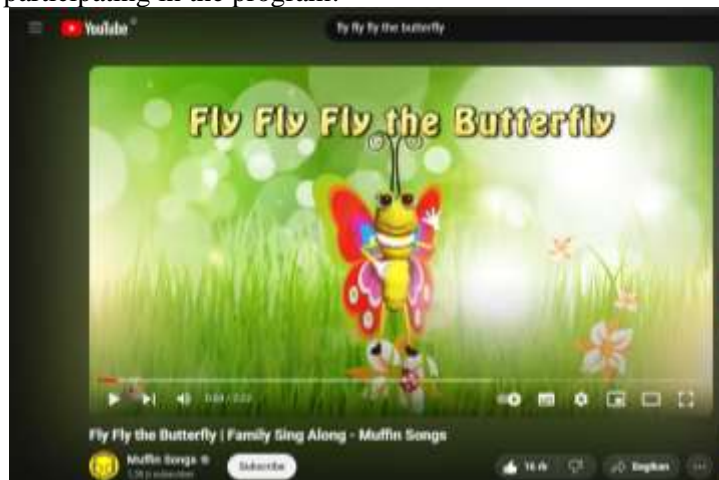 participating in the program.
YouTube
fly fly fly the butterfly
Fly Fly Fly the Butterfly
Fly Fly the Butterfly | Family Sing Along - Muffin Songs
Muffin Songs
Subscribe
Bagikan